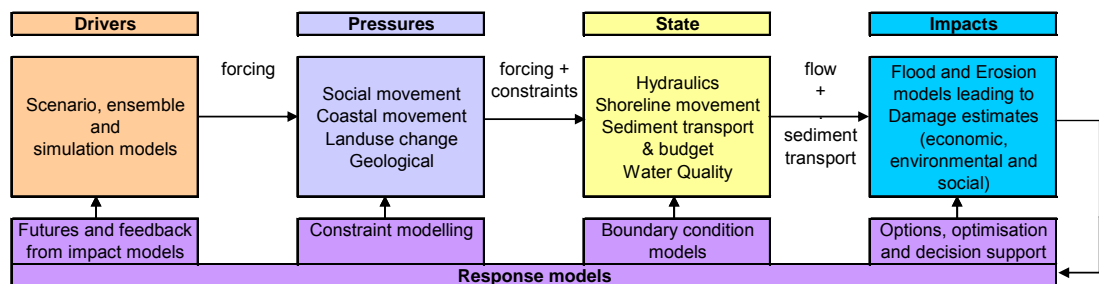 Drivers
Pressures
State
Impacts
Scenario, ensemble
and
simulation models
forcing
Social movement
Coastal movement
Landuse change
Geological
forcing +
constraints
Hydraulics
Shoreline movement
Sediment transport
& budget
Water Quality
flow
+
.
sediment
transport
Flood and Erosion
models leading to
Damage estimates
(economic,
environmental and
social)
Futures and feedback
from impact models
Constraint modelling
Boundary condition
models
Options, optimisation
and decision support
Response models